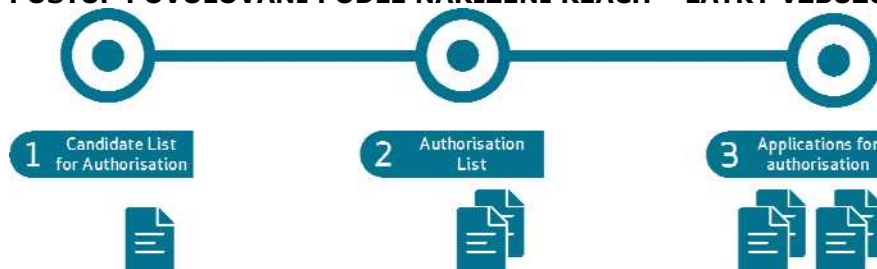 1 Candidate List
for Authorisation
2 Authorisation
List
3 Applications for
authorisation